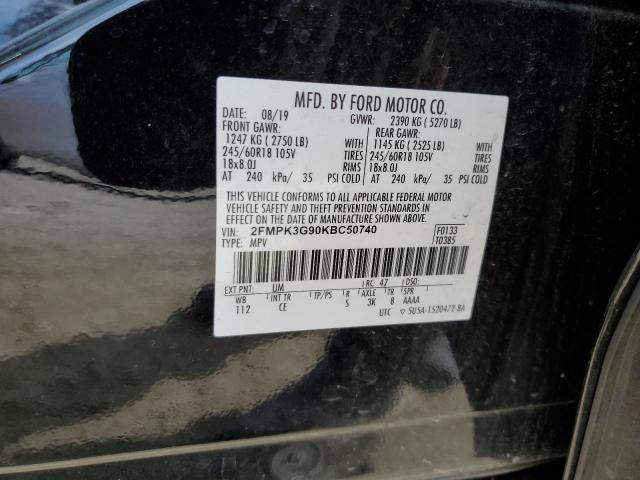 MFD. BY FORD MOTOR CO.
DATE: 08/19 GVWR: 2390 KG ( 5270 LB)
FRONT GAWR: REAR GAWR:
1247 KG ( 2750 LB) WITH 1145 KG ( 2525 LB) WITH
245/60R18 105V TIRES 245/60R18 105V TIRES
18x8.0J RIMS 18x8.0J RIMS
AT 240 kPa/ 35 PSI COLD AT 240 kPa/ 35 PSI COLD
THIS VEHICLE CONFORMS TO ALL APPLICABLE FEDERAL MOTOR
VEHICLE SAFETY AND THEFT PREVENTION STANDARDS IN
EFFECT ON THE DATE OF MANUFACTURE SHOWN ABOVE.
VIN: 2FMPK3G90KBC50740 F0133
TYPE: MPV T0385
EXT PNT: UM RC: 47 DSO:
WB INT TR TP/PS R AXLE TR SPR
112 CE S 3K 8 AAAA
UTC ▽ 5U5A-1520472-BA